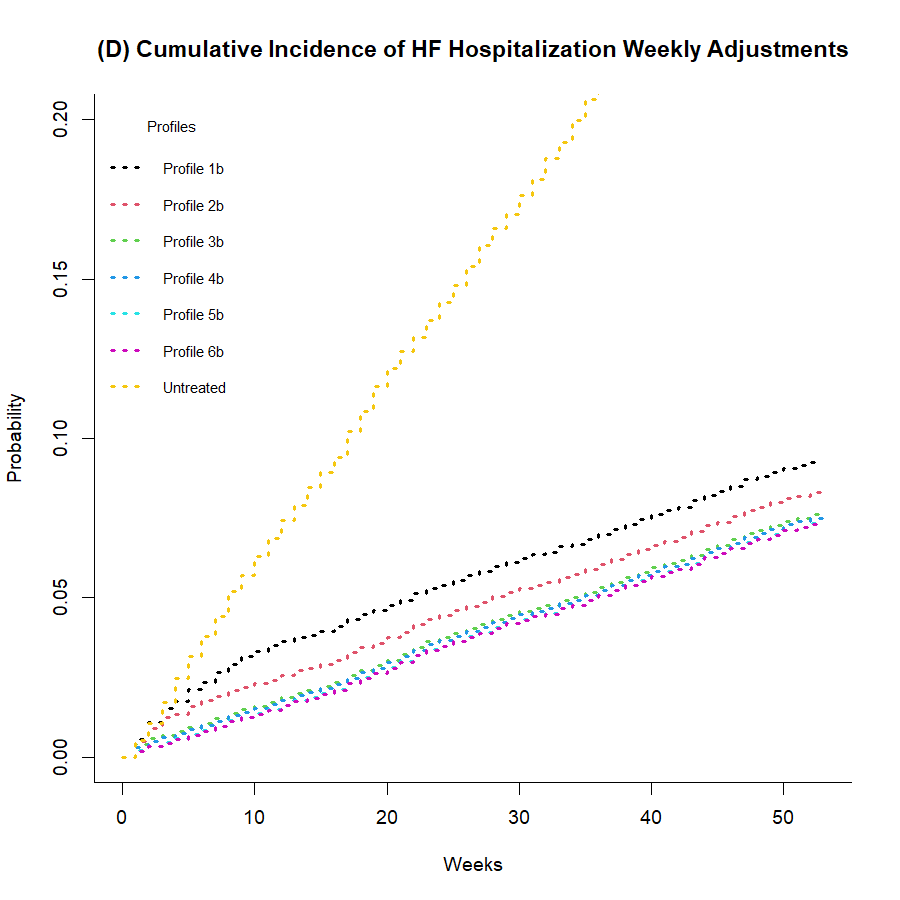 (D) Cumulative Incidence of HF Hospitalization Weekly Adjustments
Profiles
Profile 1b
Profile 2b
Profile 3b
Profile 4b
Profile 5b
Profile 6b
Untreated
Probability
0.20
0.15
0.10
0.05
0.00
0 10 20 30 40 50
Weeks